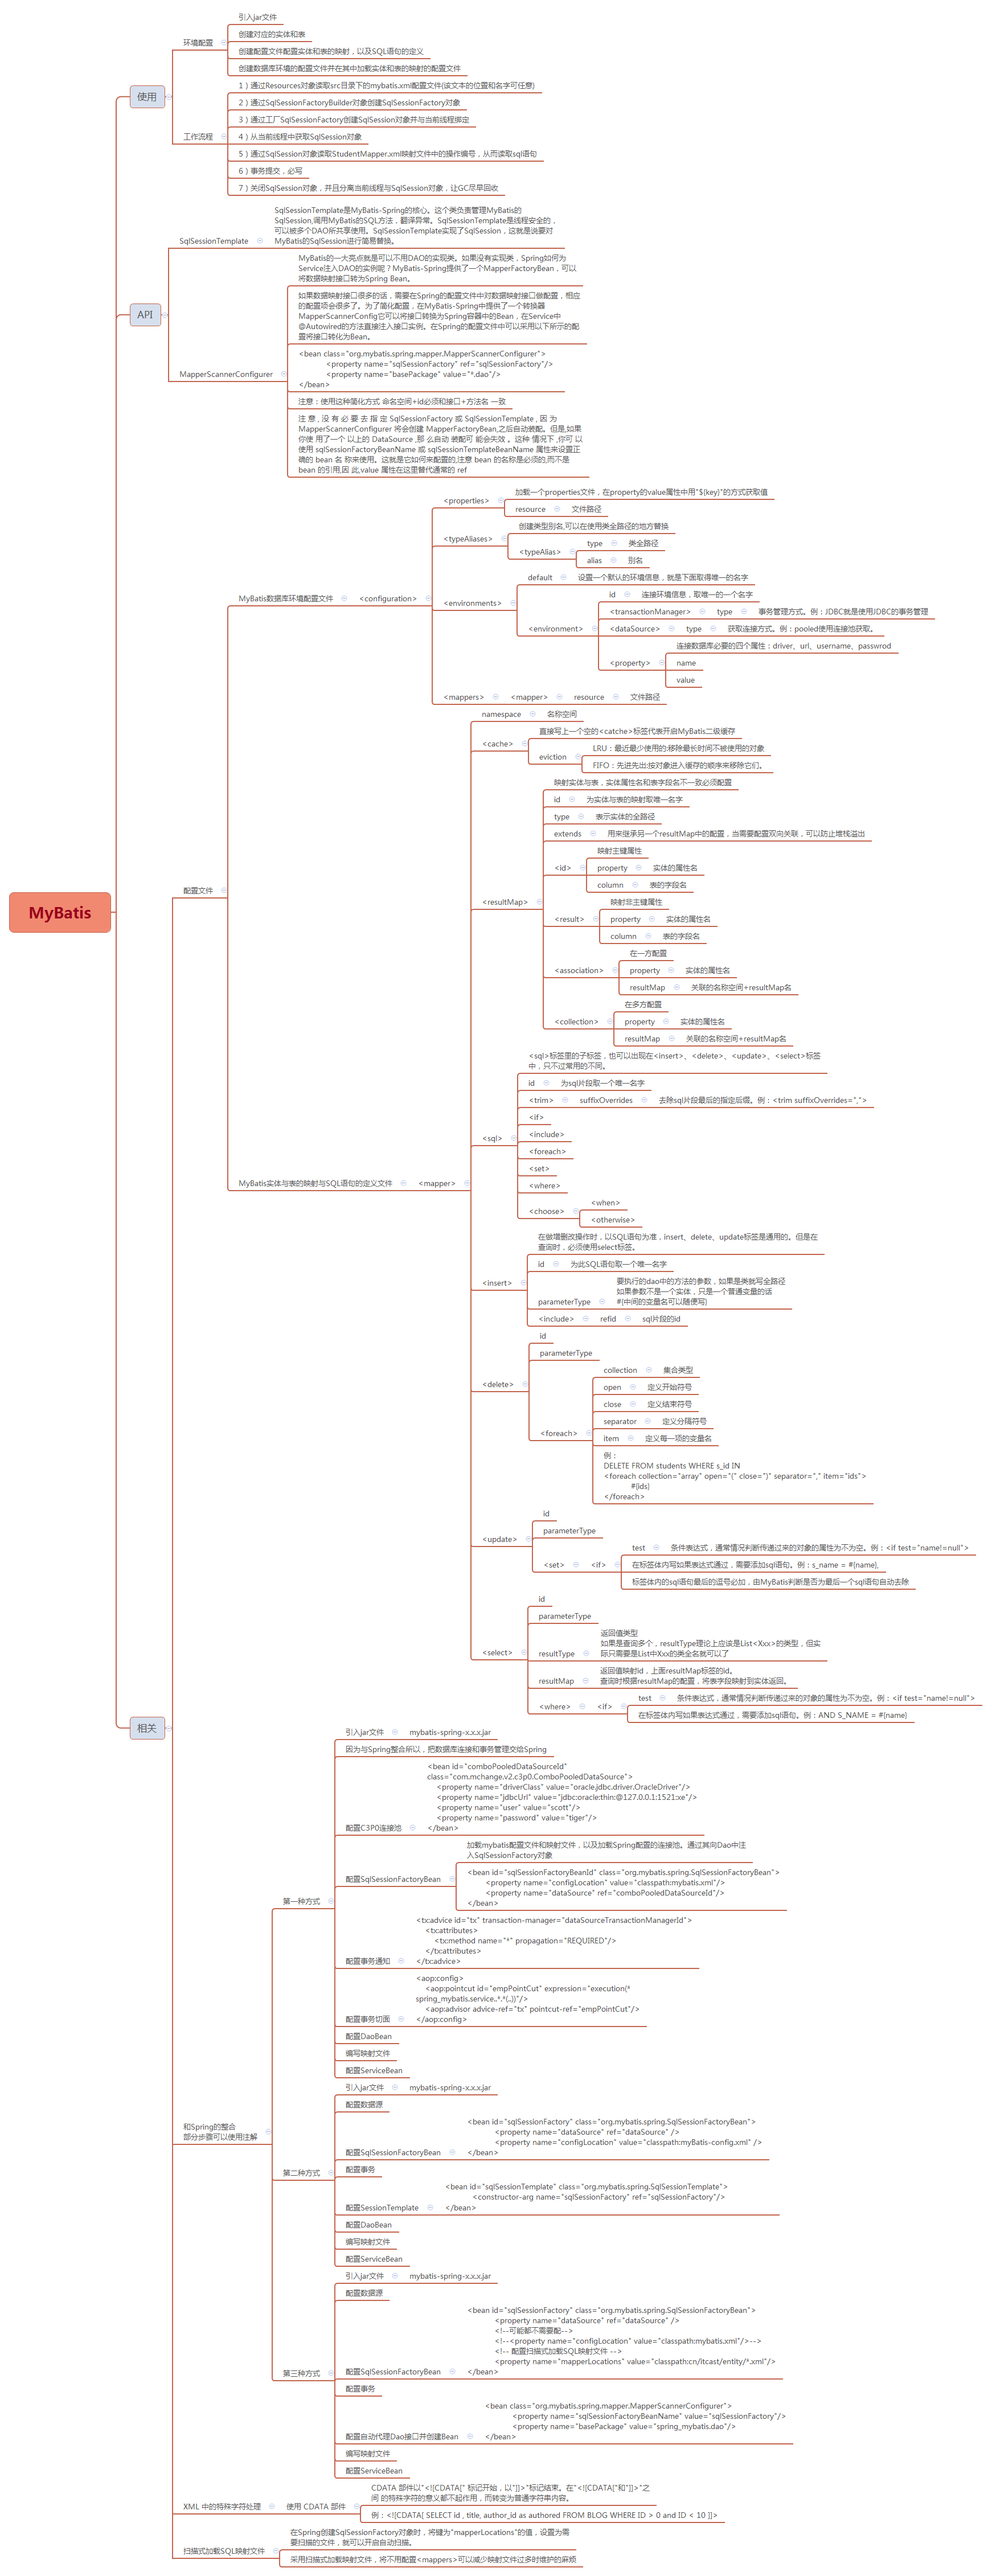 MyBatis
使用
环境配置
引入jar文件
创建对应的实体和表
创建配置文件配置实体和表的映射，以及SQL语句的定义
创建数据库环境的配置文件并在其中加载实体和表的映射的配置文件
工作流程
1）通过Resources对象读取src目录下的mybatis.xml配置文件(该文本的位置和名字可任意)
2）通过SqlSessionFactoryBuilder对象创建SqlSessionFactory对象
3）通过工厂SqlSessionFactory创建SqlSession对象并与当前线程绑定
4）从当前线程中获取SqlSession对象
5）通过SqlSession对象读取StudentMapper.xml映射文件中的操作编号，从而读取sql语句
6）事务提交，必写
7）关闭SqlSession对象，并且分离当前线程与SqlSession对象，让GC尽早回收
API
SqlSessionTemplate
SqlSessionTemplate是MyBatis-Spring的核心。这个类负责管理MyBatis的
SqlSession,调用MyBatis的SQL方法，翻译异常。SqlSessionTemplate是线程安全的，
可以被多个DAO所共享使用。SqlSessionTemplate实现了SqlSession，这就是说要对
MyBatis的SqlSession进行简易替换。
MapperScannerConfigurer
MyBatis的一大亮点就是可以不用DAO的实现类。如果没有实现类，Spring如何为
Service注入DAO的实例呢？MyBatis-Spring提供了一个MapperFactoryBean，可以
将数据映射接口转为Spring Bean。
如果数据映射接口很多的话，需要在Spring的配置文件中对数据映射接口做配置，相应
的配置项会很多了。为了简化配置，在MyBatis-Spring中提供了一个转换器
MapperScannerConfig它可以将接口转换为Spring容器中的Bean，在Service中
@Autowired的方法直接注入接口实例。在Spring的配置文件中可以采用以下所示的配
置将接口转化为Bean。
<bean class="org.mybatis.spring.mapper.MapperScannerConfigurer">
<property name="sqlSessionFactory" ref="sqlSessionFactory"/>
<property name="basePackage" value="*.dao"/>
</bean>
注意：使用这种简化方式 命名空间+id必须和接口+方法名 一致
注 意 , 没 有 必 要 去 指 定 SqlSessionFactory 或 SqlSessionTemplate , 因 为
MapperScannerConfigurer 将会创建 MapperFactoryBean,之后自动装配。但是,如果
你使 用了一个 以上的 DataSource ,那 么自动 装配可 能会失效 。这种 情况下 ,你可 以
使用 sqlSessionFactoryBeanName 或 sqlSessionTemplateBeanName 属性来设置正
确的 bean 名 称来使用。这就是它如何来配置的,注意 bean 的名称是必须的,而不是
bean 的引用,因 此,value 属性在这里替代通常的 ref
相关
配置文件
MyBatis数据库环境配置文件
<configuration>
<properties>
加载一个properties文件，在property的value属性中用"${key}"的方式获取值
resource 文件路径
<typeAliases>
创建类型别名,可以在使用类全路径的地方替换
<typeAlias>
type 类全路径
alias 别名
<environments>
default 设置一个默认的环境信息，就是下面取得唯一的名字
<environment>
id 连接环境信息，取唯一的一个名字
<transactionManager> type 事务管理方式。例：JDBC就是使用JDBC的事务管理
<dataSource> type 获取连接方式。例：pooled使用连接池获取。
<property>
连接数据库必要的四个属性：driver、url、username、passwrod
name
value
<mappers> <mapper> resource 文件路径
MyBatis实体与表的映射与SQL语句的定义文件
<mapper>
namespace 名称空间
<cache>
直接写上一个空的<catche>标签代表开启MyBatis二级缓存
eviction
LRU：最近最少使用的:移除最长时间不被使用的对象
FIFO：先进先出:按对象进入缓存的顺序来移除它们。
<resultMap>
映射实体与表，实体属性名和表字段名不一致必须配置
id 为实体与表的映射取唯一名字
type 表示实体的全路径
extends 用来继承另一个resultMap中的配置，当需要配置双向关联，可以防止堆栈溢出
<id>
映射主键属性
property 实体的属性名
column 表的字段名
<result>
映射非主键属性
property 实体的属性名
column 表的字段名
<association>
在一方配置
property 实体的属性名
resultMap 关联的名称空间+resultMap名
<collection>
在多方配置
property 实体的属性名
resultMap 关联的名称空间+resultMap名
<sql>
<sql>标签里的子标签，也可以出现在<insert>、<delete>、<update>、<select>标签
中，只不过常用的不同。
id 为sql片段取一个唯一名字
<trim> suffixOverrides 去除sql片段最后的指定后缀。例：<trim suffixOverrides=",">
<if>
<include>
<foreach>
<set>
<where>
<choose>
<when>
<otherwise>
<insert>
在做增删改操作时，以SQL语句为准，insert、delete、update标签是通用的。但是在
查询时，必须使用select标签。
id 为此SQL语句取一个唯一名字
parameterType
要执行的dao中的方法的参数，如果是类就写全路径
如果参数不是一个实体，只是一个普通变量的话
#{中间的变量名可以随便写}
<include> refid sql片段的id
<delete>
id
parameterType
<foreach>
collection 集合类型
open 定义开始符号
close 定义结束符号
separator 定义分隔符号
item 定义每一项的变量名
例：
DELETE FROM students WHERE s_id IN
<foreach collection="array" open="(" close=")" separator="," item="ids">
#{ids}
</foreach>
<update>
id
parameterType
<set> <if>
test 条件表达式，通常情况判断传递过来的对象的属性为不为空。例：<if test="name!=null">
在标签体内写如果表达式通过，需要添加sql语句。例：s_name = #{name},
标签体内的sql语句最后的逗号必加，由MyBatis判断是否为最后一个sql语句自动去除
<select>
id
parameterType
resultType
返回值类型
如果是查询多个，resultType理论上应该是List<Xxx>的类型，但实
际只需要是List中Xxx的类全名就可以了
resultMap
返回值映射id，上面resultMap标签的id。
查询时根据resultMap的配置，将表字段映射到实体返回。
<where> <if>
test 条件表达式，通常情况判断传递过来的对象的属性为不为空。例：<if test="name!=null">
在标签体内写如果表达式通过，需要添加sql语句。例：AND S_NAME = #{name}
和Spring的整合
部分步骤可以使用注解
第一种方式
引入jar文件 mybatis-spring-x.x.x.jar
因为与Spring整合所以，把数据库连接和事务管理交给Spring
配置C3P0连接池
<bean id="comboPooledDataSourceId"
class="com.mchange.v2.c3p0.ComboPooledDataSource">
<property name="driverClass" value="oracle.jdbc.driver.OracleDriver"/>
<property name="jdbcUrl" value="jdbc:oracle:thin:@127.0.0.1:1521:xe"/>
<property name="user" value="scott"/>
<property name="password" value="tiger"/>
</bean>
配置SqlSessionFactoryBean
加载mybatis配置文件和映射文件，以及加载Spring配置的连接池。通过其向Dao中注
入SqlSessionFactory对象
<bean id="sqlSessionFactoryBeanId" class="org.mybatis.spring.SqlSessionFactoryBean">
<property name="configLocation" value="classpath:mybatis.xml"/>
<property name="dataSource" ref="comboPooledDataSourceId"/>
</bean>
配置事务通知
<tx:advice id="tx" transaction-manager="dataSourceTransactionManagerId">
<tx:attributes>
<tx:method name="*" propagation="REQUIRED"/>
</tx:attributes>
</tx:advice>
配置事务切面
<aop:config>
<aop:pointcut id="empPointCut" expression="execution(*
spring_mybatis.service..*.*(..))"/>
<aop:advisor advice-ref="tx" pointcut-ref="empPointCut"/>
</aop:config>
配置DaoBean
编写映射文件
配置ServiceBean
第二种方式
引入jar文件 mybatis-spring-x.x.x.jar
配置数据源
配置SqlSessionFactoryBean
<bean id="sqlSessionFactory" class="org.mybatis.spring.SqlSessionFactoryBean">
<property name="dataSource" ref="dataSource" />
<property name="configLocation" value="classpath:myBatis-config.xml" />
</bean>
配置事务
配置SessionTemplate
<bean id="sqlSessionTemplate" class="org.mybatis.spring.SqlSessionTemplate">
<constructor-arg name="sqlSessionFactory" ref="sqlSessionFactory"/>
</bean>
配置DaoBean
编写映射文件
配置ServiceBean
第三种方式
引入jar文件 mybatis-spring-x.x.x.jar
配置数据源
配置SqlSessionFactoryBean
<bean id="sqlSessionFactory" class="org.mybatis.spring.SqlSessionFactoryBean">
<property name="dataSource" ref="dataSource" />
<!--可能都不需要配-->
<!--<property name="configLocation" value="classpath:mybatis.xml"/>-->
<!-- 配置扫描式加载SQL映射文件 -->
<property name="mapperLocations" value="classpath:cn/itcast/entity/*.xml"/>
</bean>
配置事务
配置自动代理Dao接口并创建Bean
<bean class="org.mybatis.spring.mapper.MapperScannerConfigurer">
<property name="sqlSessionFactoryBeanName" value="sqlSessionFactory"/>
<property name="basePackage" value="spring_mybatis.dao"/>
</bean>
编写映射文件
配置ServiceBean
XML 中的特殊字符处理
使用 CDATA 部件
CDATA 部件以"<![CDATA[" 标记开始，以"]]>"标记结束。在"<![CDATA["和"]]>"之
间 的特殊字符的意义都不起作用，而转变为普通字符串内容。
例：<![CDATA[ SELECT id , title, author_id as authored FROM BLOG WHERE ID > 0 and ID < 10 ]]>
扫描式加载SQL映射文件
在Spring创建SqlSessionFactory对象时，将键为"mapperLocations"的值，设置为需
要扫描的文件，就可以开启自动扫描。
采用扫描式加载映射文件，将不用配置<mappers>可以减少映射文件过多时维护的麻烦